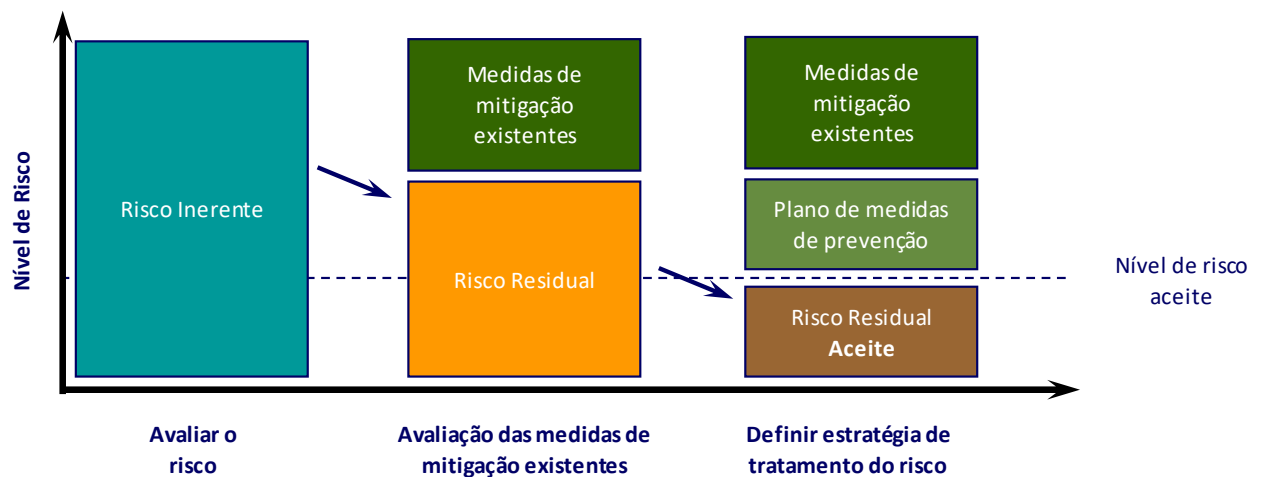 Nível de Risco
Risco Inerente
Medidas de
mitigação
existentes
Risco Residual
Medidas de
mitigação
existentes
Plano de medidas
de prevenção
Risco Residual
Aceite
Nível de risco
aceite
Avaliar o
risco
Avaliação das medidas de
mitigação existentes
Definir estratégia de
tratamento do risco